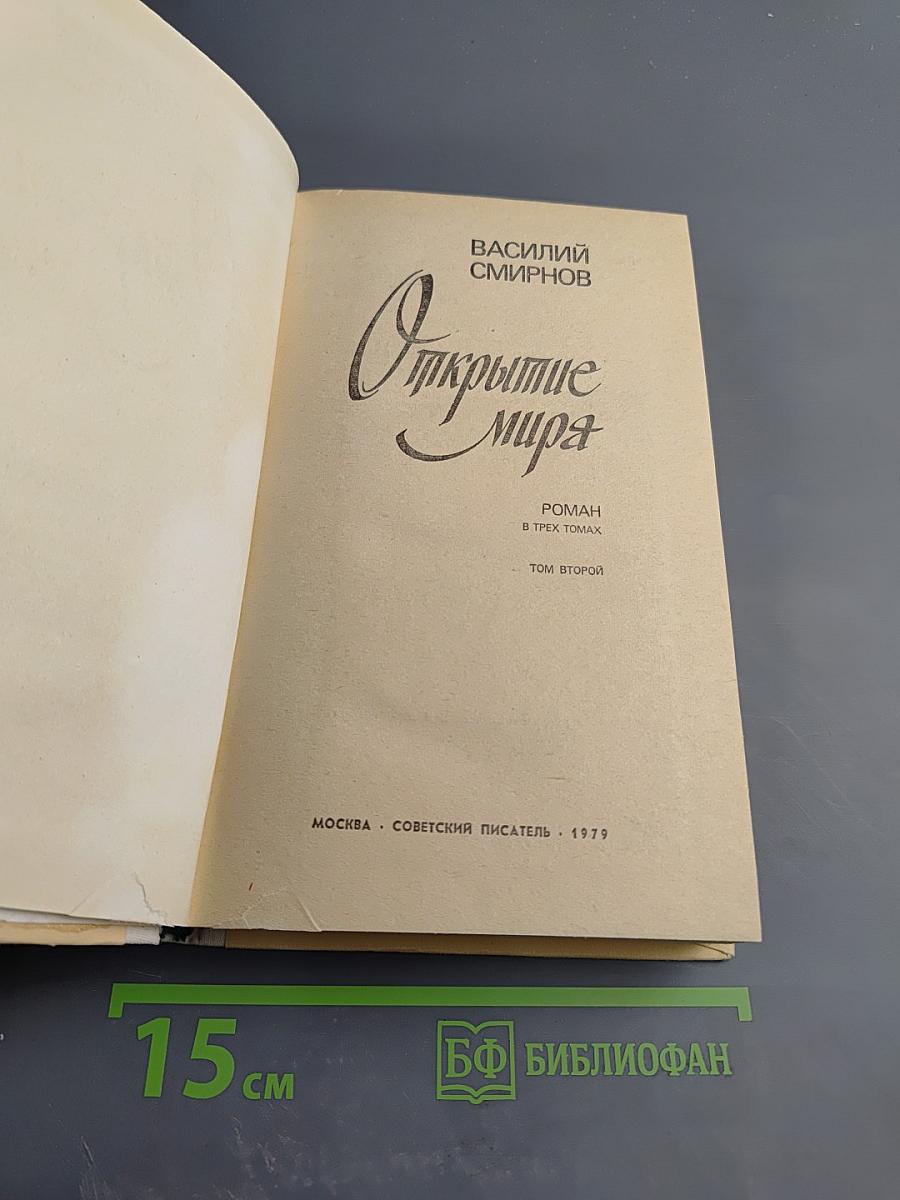 ВАСИЛИЙ
СМИРНОВ
Открытие
мира
РОМАН
В ТРЕХ ТОМАХ
ТОМ ВТОРОЙ
МОСКВА · СОВЕТСКИЙ ПИСАТЕЛЬ · 1979
15 см
БФ БИБЛИОФАН